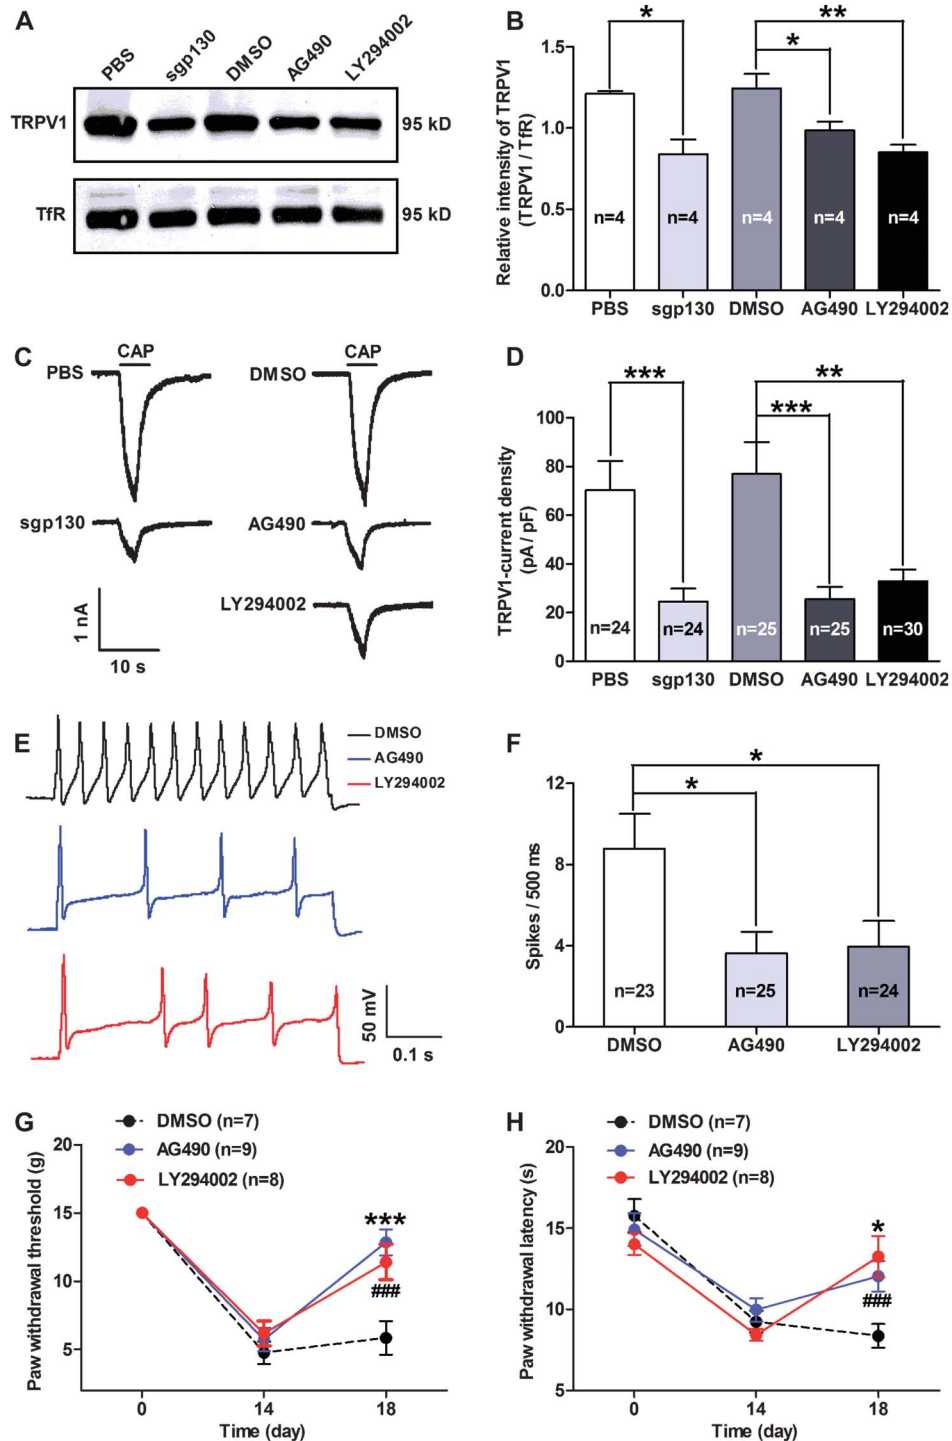 A
PBS sgp130 DMSO AG490 LY294002
TRPV1 95 kD
TfR 95 kD
B
Relative intensity of TRPV1
(TRPV1 / TfR)
1.5
1.0
0.5
0.0
* * **
n=4 n=4 n=4 n=4 n=4
PBS sgp130 DMSO AG490 LY294002
C
CAP CAP
PBS DMSO
sgp130 AG490
LY294002
1 nA
10 s
D
TRPV1-current density
(pA / pF)
100
80
60
40
20
0
*** *** **
n=24 n=24 n=25 n=25 n=30
PBS sgp130 DMSO AG490 LY294002
E
DMSO
AG490
LY294002
50 mV
0.1 s
F
Spikes / 500 ms
12
8
4
0
* *
n=23 n=25 n=24
DMSO AG490 LY294002
G
DMSO (n=7)
AG490 (n=9)
LY294002 (n=8)
Paw withdrawal threshold (g)
20
15
10
5
***
###
0 14 18
Time (day)
H
DMSO (n=7)
AG490 (n=9)
LY294002 (n=8)
Paw withdrawal latency (s)
20
15
10
5
*
###
0 14 18
Time (day)